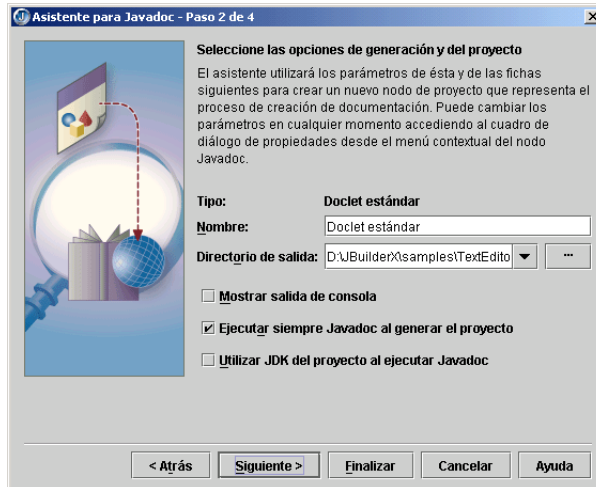 Asistente para Javadoc - Paso 2 de 4
Seleccione las opciones de generación y del proyecto
El asistente utilizará los parámetros de ésta y de las fichas
siguientes para crear un nuevo nodo de proyecto que representa el
proceso de creación de documentación. Puede cambiar los
parámetros en cualquier momento accediendo al cuadro de
diálogo de propiedades desde el menú contextual del nodo
Javadoc.
Tipo: Doclet estándar
Nombre: Doclet estándar
Directorio de salida: D:\JBuilderX\samples\TextEdito ...
Mostrar salida de consola
Ejecutar siempre Javadoc al generar el proyecto
Utilizar JDK del proyecto al ejecutar Javadoc
< Atrás Siguiente > Finalizar Cancelar Ayuda